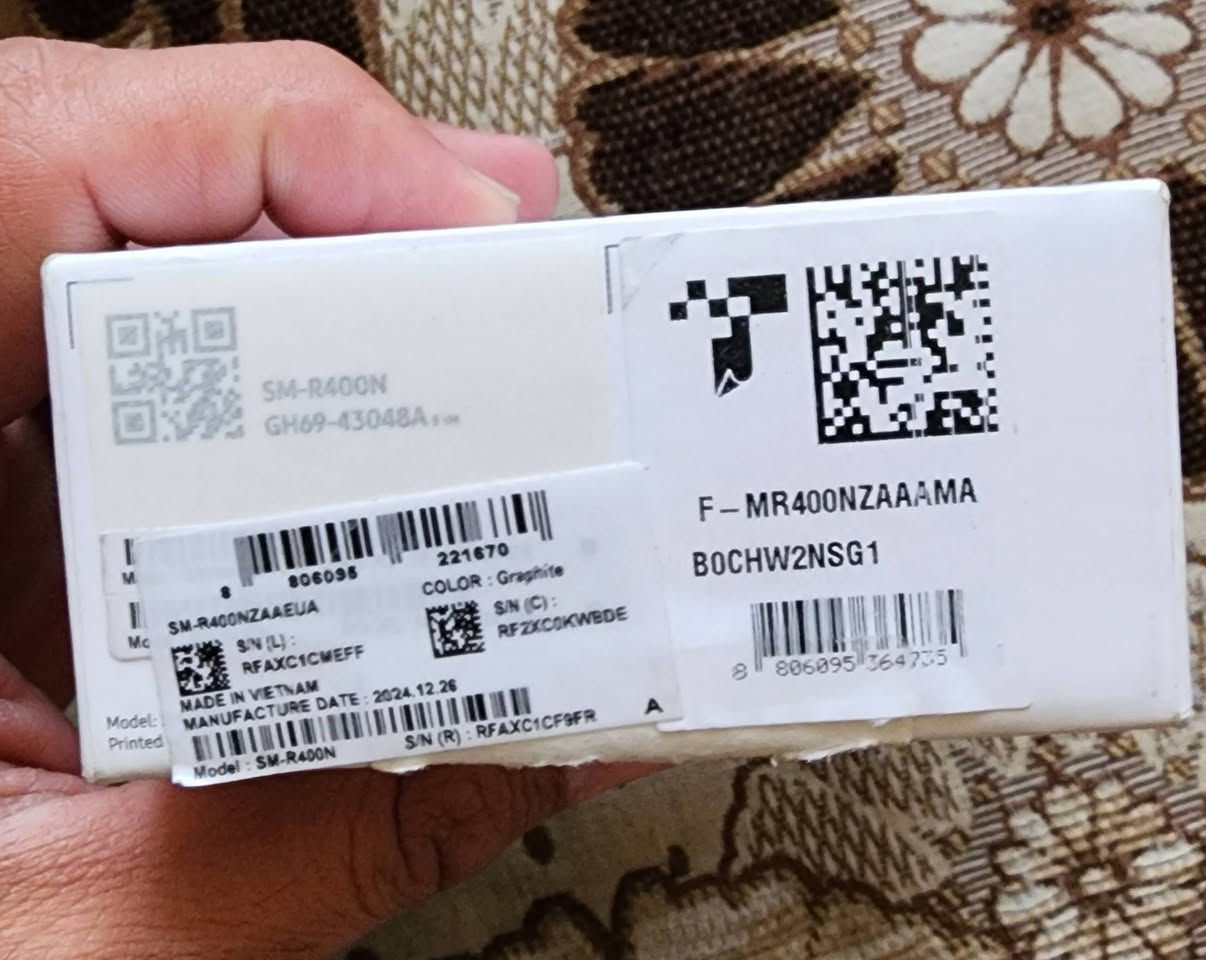 SM-R400N
GH69-43048A
8 806095 221670
SM-R400NZAAEUA
COLOR : Graphite
S/N (L) :
RFAXC1CMEFF
S/N (C) :
RF2XC0KWBDE
MADE IN VIETNAM
MANUFACTURE DATE : 2024.12.26
Model : SM-R400N
S/N (R) : RFAXC1CF9FR
A
Model:
Printed
F-MR400NZAAAMA
B0CHW2NSG1
8 806095 364735